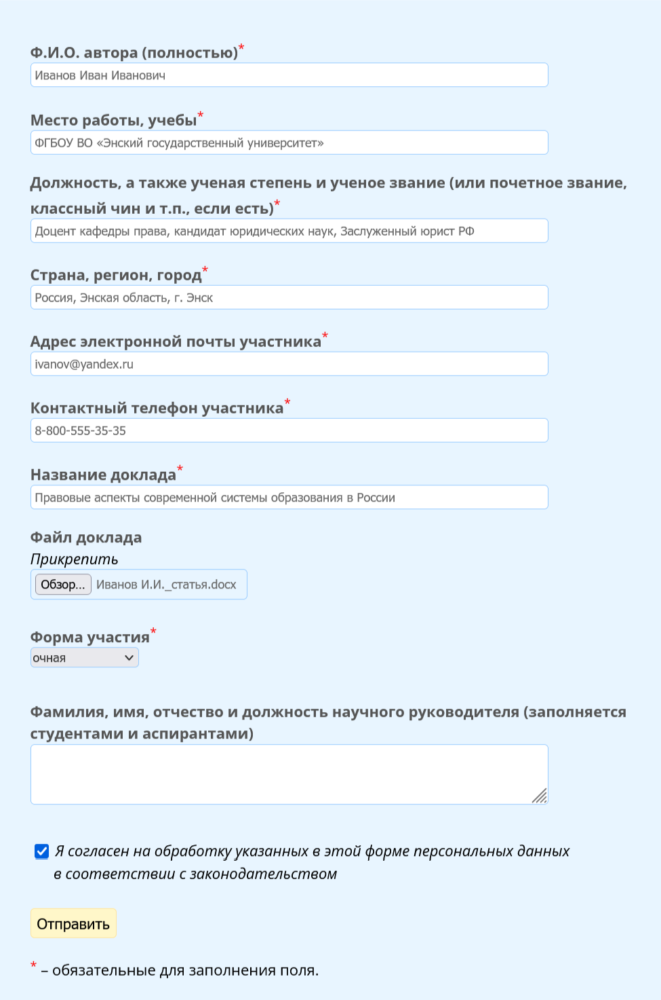 Ф.И.О. автора (полностью)*
Иванов Иван Иванович
Место работы, учебы*
ФГБОУ ВО «Энский государственный университет»
Должность, а также ученая степень и ученое звание (или почетное звание,
классный чин и т.п., если есть)*
Доцент кафедры права, кандидат юридических наук, Заслуженный юрист РФ
Страна, регион, город*
Россия, Энская область, г. Энск
Адрес электронной почты участника*
ivanov@yandex.ru
Контактный телефон участника*
8-800-555-35-35
Название доклада*
Правовые аспекты современной системы образования в России
Файл доклада
Прикрепить
Обзор... Иванов И.И._статья.docx
Форма участия*
очная
Фамилия, имя, отчество и должность научного руководителя (заполняется
студентами и аспирантами)
Я согласен на обработку указанных в этой форме персональных данных
в соответствии с законодательством
Отправить
* – обязательные для заполнения поля.